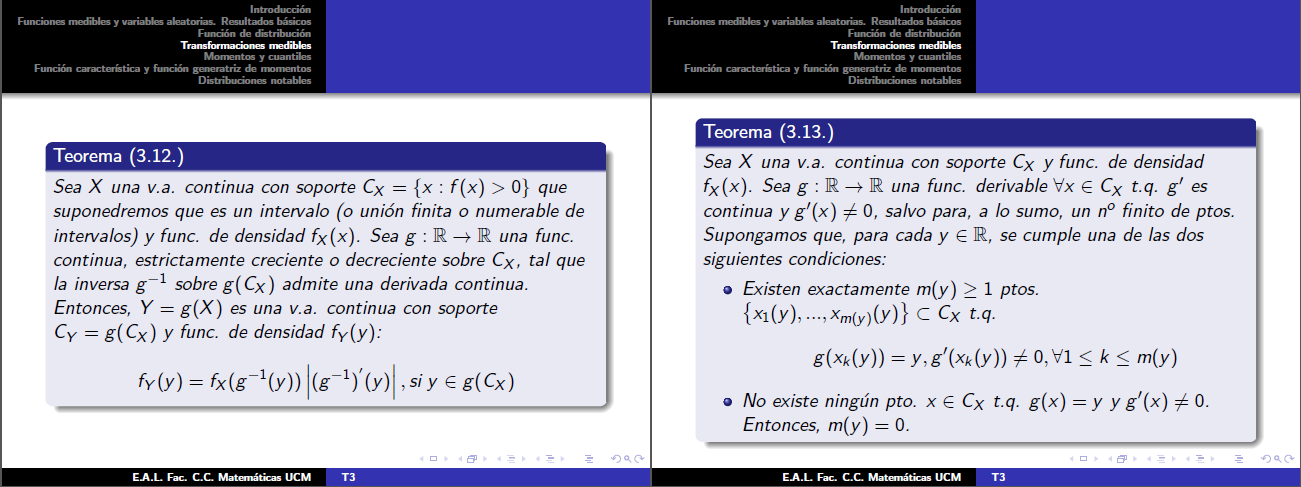 Introducción
Funciones medibles y variables aleatorias. Resultados básicos
Función de distribución
Transformaciones medibles
Momentos y cuantiles
Función característica y función generatriz de momentos
Distribuciones notables
Teorema (3.12.)
Sea X una v.a. continua con soporte C_X = {x : f(x) > 0} que
suponedremos que es un intervalo (o unión finita o numerable de
intervalos) y func. de densidad f_X(x). Sea g : ℝ → ℝ una func.
continua, estrictamente creciente o decreciente sobre C_X, tal que
la inversa g⁻¹ sobre g(C_X) admite una derivada continua.
Entonces, Y = g(X) es una v.a. continua con soporte
C_Y = g(C_X) y func. de densidad f_Y(y):
f_Y(y) = f_X(g⁻¹(y)) |(g⁻¹)′(y)| , si y ∈ g(C_X)
E.A.L. Fac. C.C. Matemáticas UCM T3
Introducción
Funciones medibles y variables aleatorias. Resultados básicos
Función de distribución
Transformaciones medibles
Momentos y cuantiles
Función característica y función generatriz de momentos
Distribuciones notables
Teorema (3.13.)
Sea X una v.a. continua con soporte C_X y func. de densidad
f_X(x). Sea g : ℝ → ℝ una func. derivable ∀x ∈ C_X t.q. g′ es
continua y g′(x) ≠ 0, salvo para, a lo sumo, un nº finito de ptos.
Supongamos que, para cada y ∈ ℝ, se cumple una de las dos
siguientes condiciones:
Existen exactamente m(y) ≥ 1 ptos.
{x₁(y), ..., x_{m(y)}(y)} ⊂ C_X t.q.
g(x_k(y)) = y, g′(x_k(y)) ≠ 0, ∀1 ≤ k ≤ m(y)
No existe ningún pto. x ∈ C_X t.q. g(x) = y y g′(x) ≠ 0.
Entonces, m(y) = 0.
E.A.L. Fac. C.C. Matemáticas UCM T3